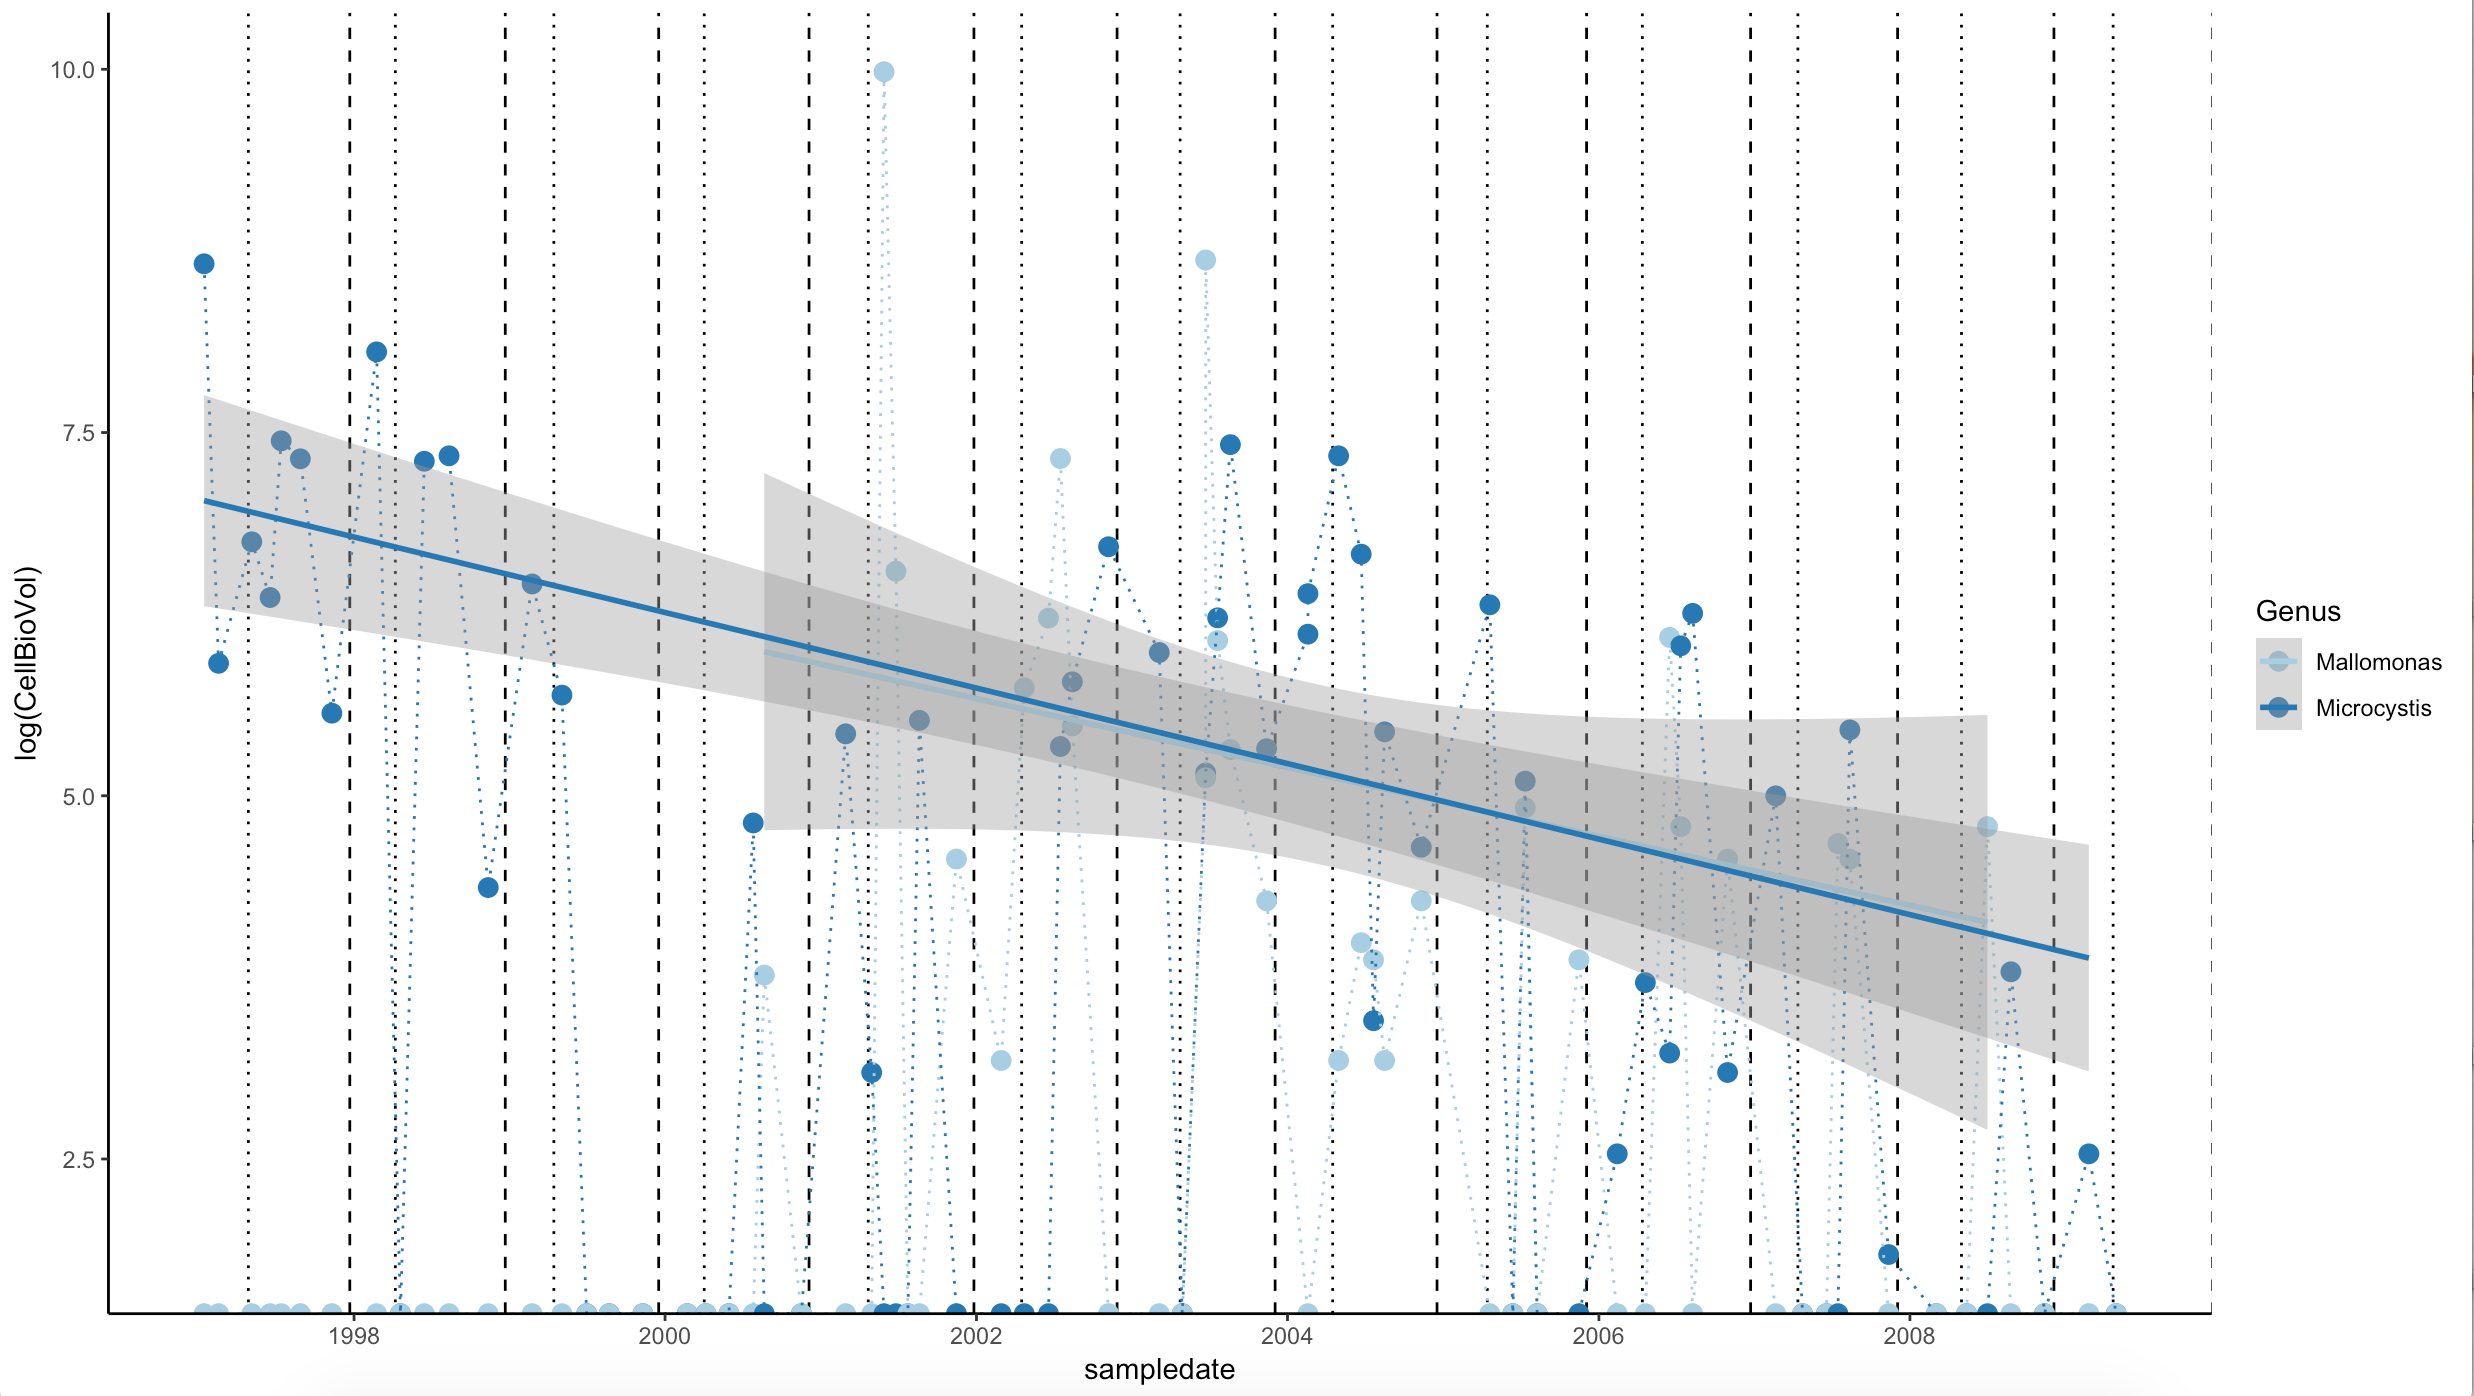 10.0
7.5
5.0
2.5
log(CellBioVol)
1998 2000 2002 2004 2006 2008
sampledate
Genus
Mallomonas
Microcystis